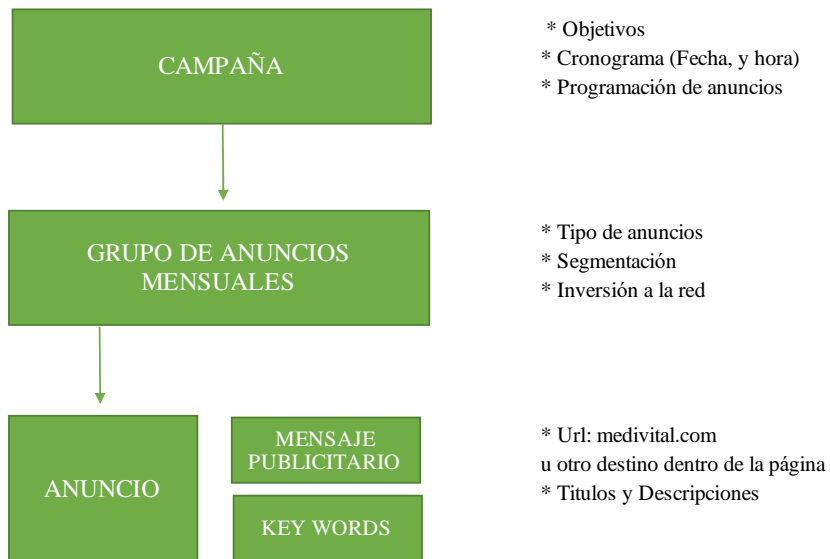 CAMPAÑA
* Objetivos
* Cronograma (Fecha, y hora)
* Programación de anuncios
GRUPO DE ANUNCIOS
MENSUALES
* Tipo de anuncios
* Segmentación
* Inversión a la red
ANUNCIO
MENSAJE
PUBLICITARIO
KEY WORDS
* Url: medivital.com
u otro destino dentro de la página
* Titulos y Descripciones